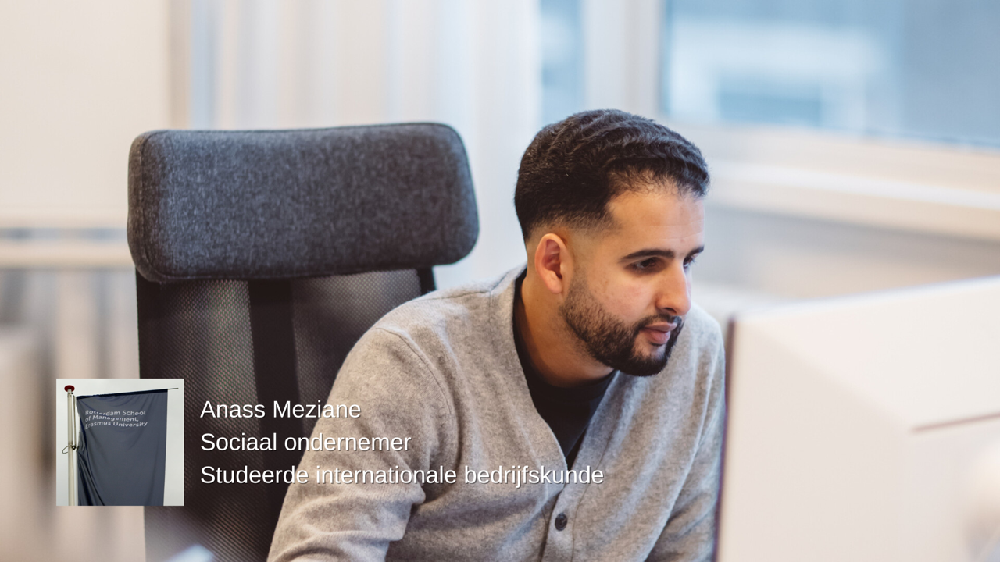 Rotterdam School
of Management,
Erasmus University
Anass Meziane
Sociaal ondernemer
Studeerde internationale bedrijfskunde